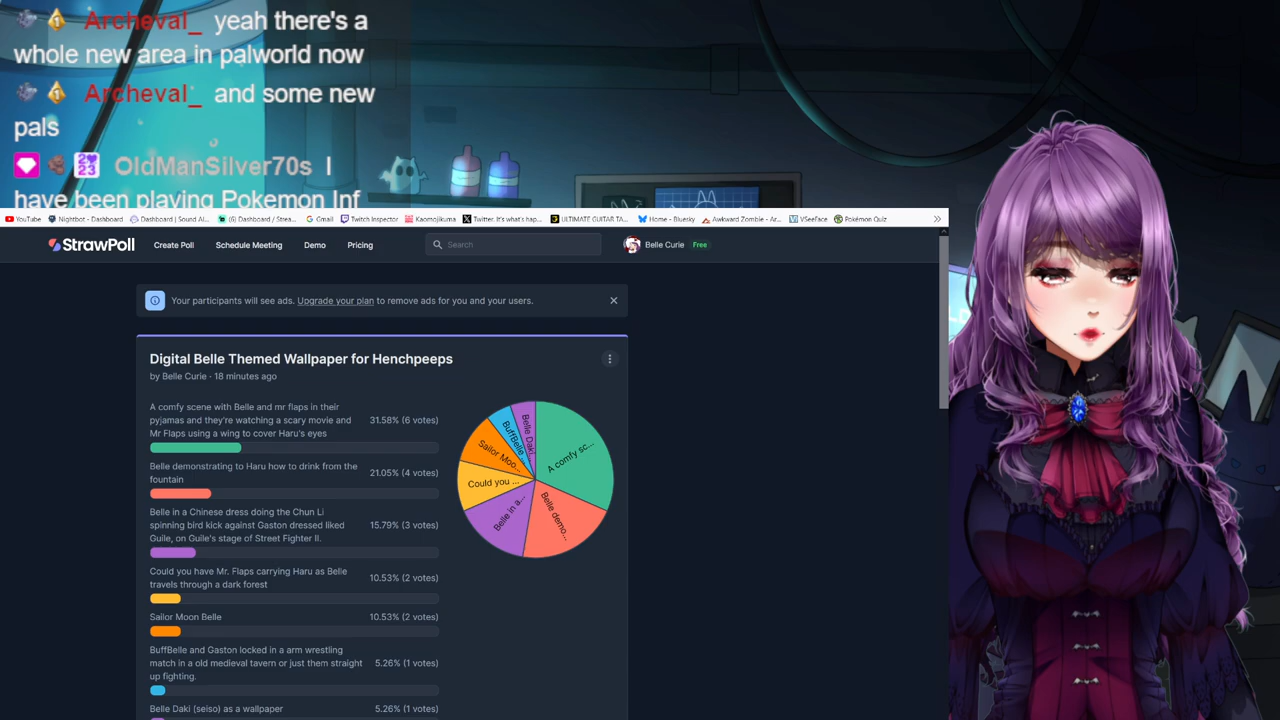 Archeval_ yeah there's a
whole new area in palworld now
Archeval_ and some new
pals
2023 OldManSilver70s I
have been playing Pokemon Inf
YouTube Nightbot - Dashboard Dashboard | Sound Al... (6) Dashboard / Strea... Gmail Twitch Inspector Kaomojikuma Twitter. It's what's hap... ULTIMATE GUITAR TA... Home - Bluesky Awkward Zombie - Ar... VSeeFace Pokémon Quiz
StrawPoll Create Poll Schedule Meeting Demo Pricing Search Belle Curie Free
Your participants will see ads. Upgrade your plan to remove ads for you and your users.
Digital Belle Themed Wallpaper for Henchpeeps
by Belle Curie · 18 minutes ago
A comfy scene with Belle and mr flaps in their
pyjamas and they're watching a scary movie and
Mr Flaps using a wing to cover Haru's eyes
31.58% (6 votes)
Belle demonstrating to Haru how to drink from the
fountain
21.05% (4 votes)
Belle in a Chinese dress doing the Chun Li
spinning bird kick against Gaston dressed liked
Guile, on Guile's stage of Street Fighter II.
15.79% (3 votes)
Could you have Mr. Flaps carrying Haru as Belle
travels through a dark forest
10.53% (2 votes)
Sailor Moon Belle 10.53% (2 votes)
BuffBelle and Gaston locked in a arm wrestling
match in a old medieval tavern or just them straight
up fighting.
5.26% (1 votes)
Belle Daki (seiso) as a wallpaper 5.26% (1 votes)
A comfy sc...
Belle demo...
Belle in a...
Could you ...
Sailor Moo...
BuffBelle ...
Belle Daki